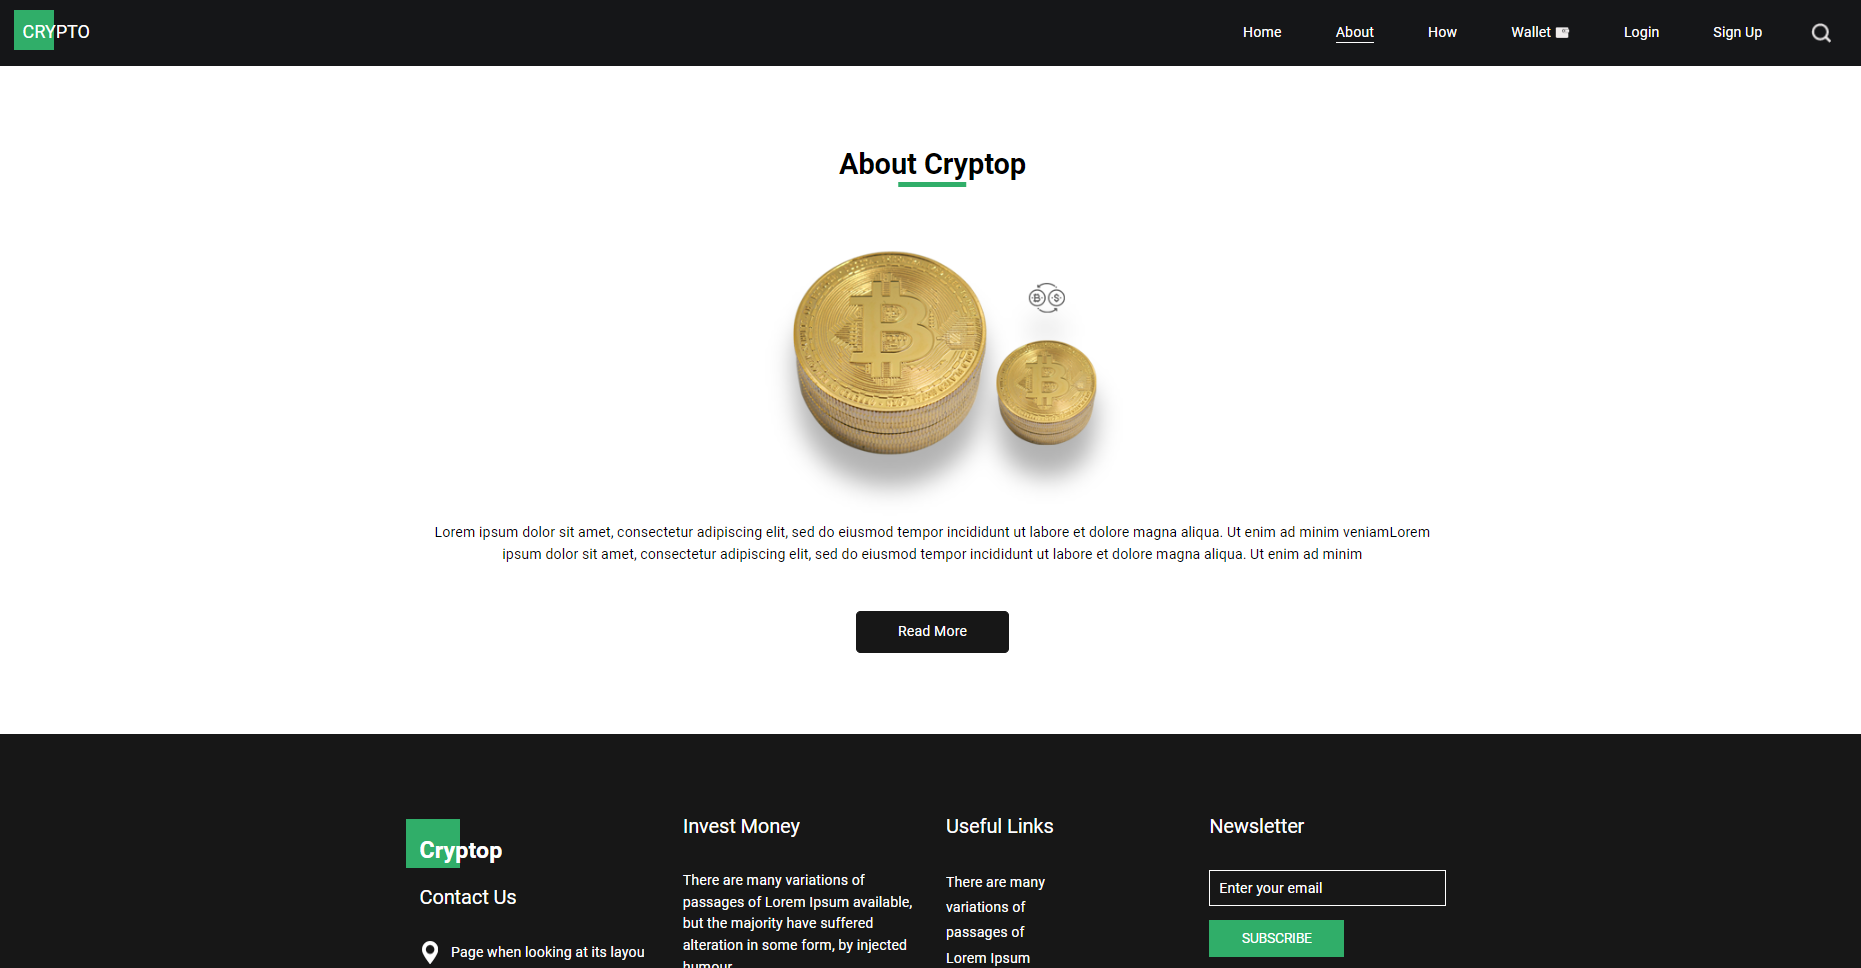 CRYPTO
Home About How Wallet Login Sign Up
About Cryptop
Lorem ipsum dolor sit amet, consectetur adipiscing elit, sed do eiusmod tempor incididunt ut labore et dolore magna aliqua. Ut enim ad minim veniamLorem
ipsum dolor sit amet, consectetur adipiscing elit, sed do eiusmod tempor incididunt ut labore et dolore magna aliqua. Ut enim ad minim
Read More
Cryptop
Contact Us
Page when looking at its layou
Invest Money
There are many variations of
passages of Lorem Ipsum available,
but the majority have suffered
alteration in some form, by injected
humour
Useful Links
There are many
variations of
passages of
Lorem Ipsum
Newsletter
Enter your email
SUBSCRIBE